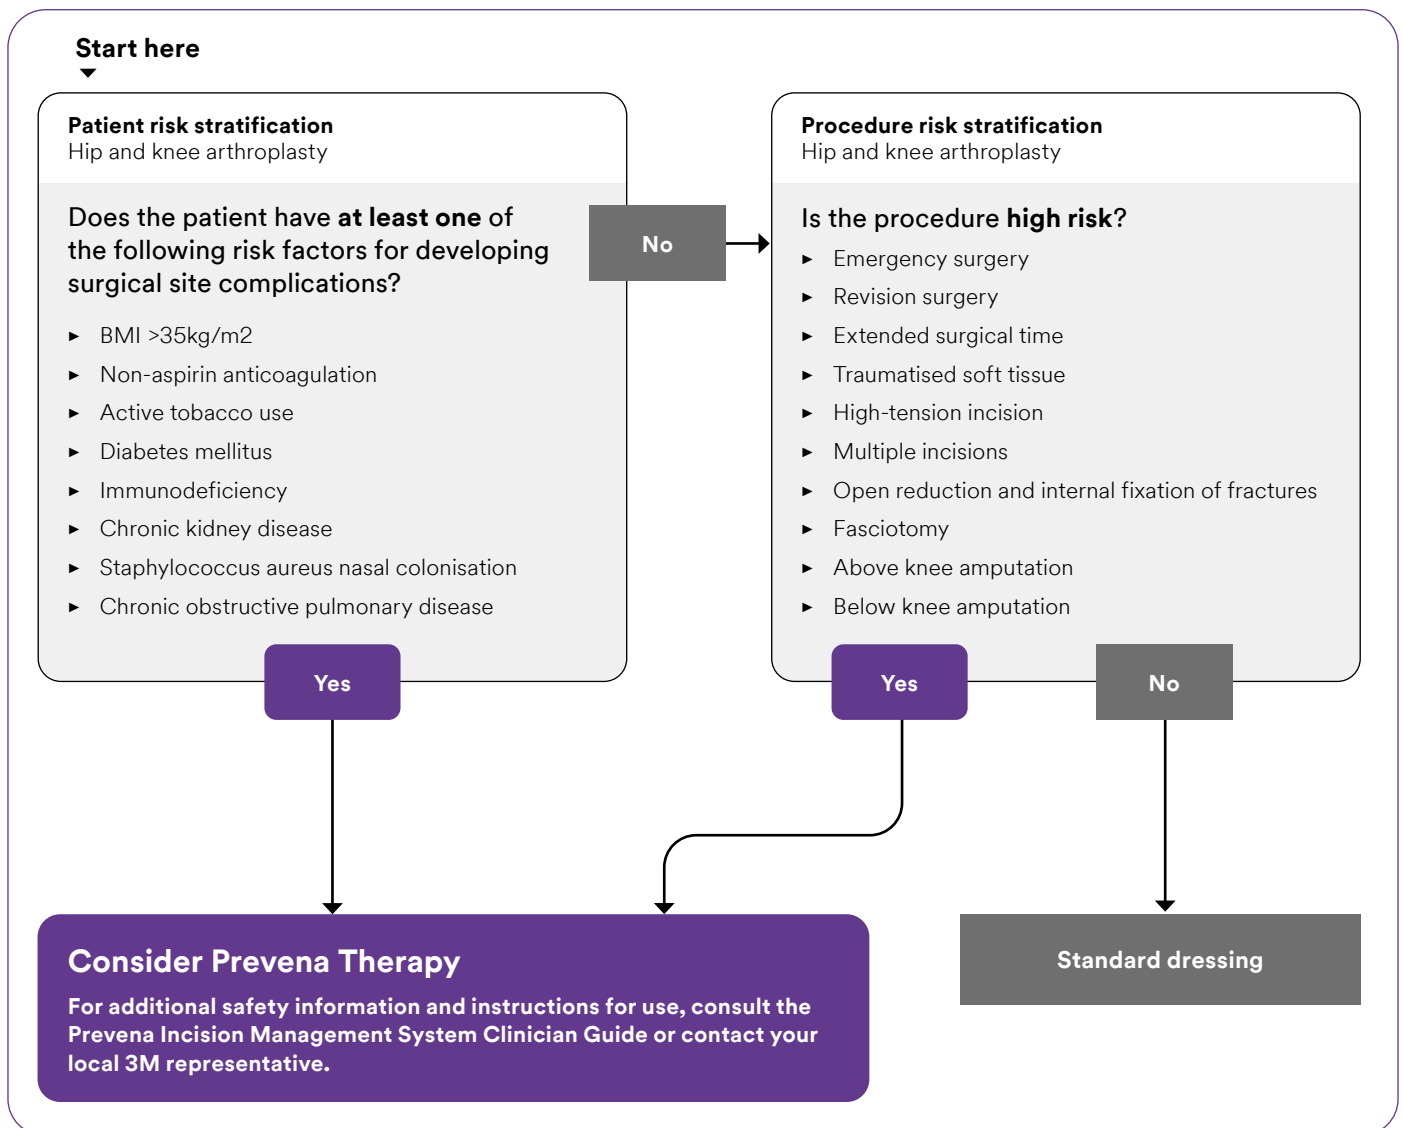 Start here
Patient risk stratification
Hip and knee arthroplasty
Does the patient have at least one of
the following risk factors for developing
surgical site complications?
► BMI >35kg/m2
► Non-aspirin anticoagulation
► Active tobacco use
► Diabetes mellitus
► Immunodeficiency
► Chronic kidney disease
► Staphylococcus aureus nasal colonisation
► Chronic obstructive pulmonary disease
Yes
No
Procedure risk stratification
Hip and knee arthroplasty
Is the procedure high risk?
► Emergency surgery
► Revision surgery
► Extended surgical time
► Traumatised soft tissue
► High-tension incision
► Multiple incisions
► Open reduction and internal fixation of fractures
► Fasciotomy
► Above knee amputation
► Below knee amputation
Yes
No
Consider Prevena Therapy
For additional safety information and instructions for use, consult the
Prevena Incision Management System Clinician Guide or contact your
local 3M representative.
Standard dressing